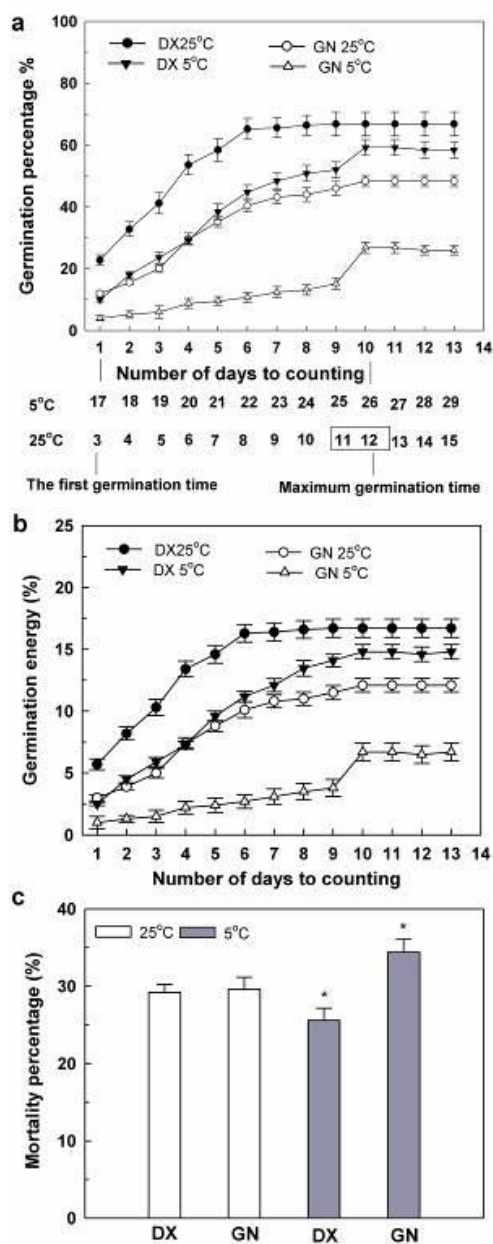 a
100
80
60
40
20
0
Germination percentage %
DX25°C
GN 25°C
DX 5°C
GN 5°C
1 2 3 4 5 6 7 8 9 10 11 12 13 14
Number of days to counting
5°C 17 18 19 20 21 22 23 24 25 26 27 28 29
25°C 3 4 5 6 7 8 9 10 11 12 13 14 15
The first germination time
Maximum germination time
b
25
20
15
10
5
0
Germination energy (%)
DX25°C
GN 25°C
DX 5°C
GN 5°C
1 2 3 4 5 6 7 8 9 10 11 12 13 14
Number of days to counting
c
40
30
20
10
0
Mortality percentage (%)
25°C
5°C
*
*
DX GN DX GN